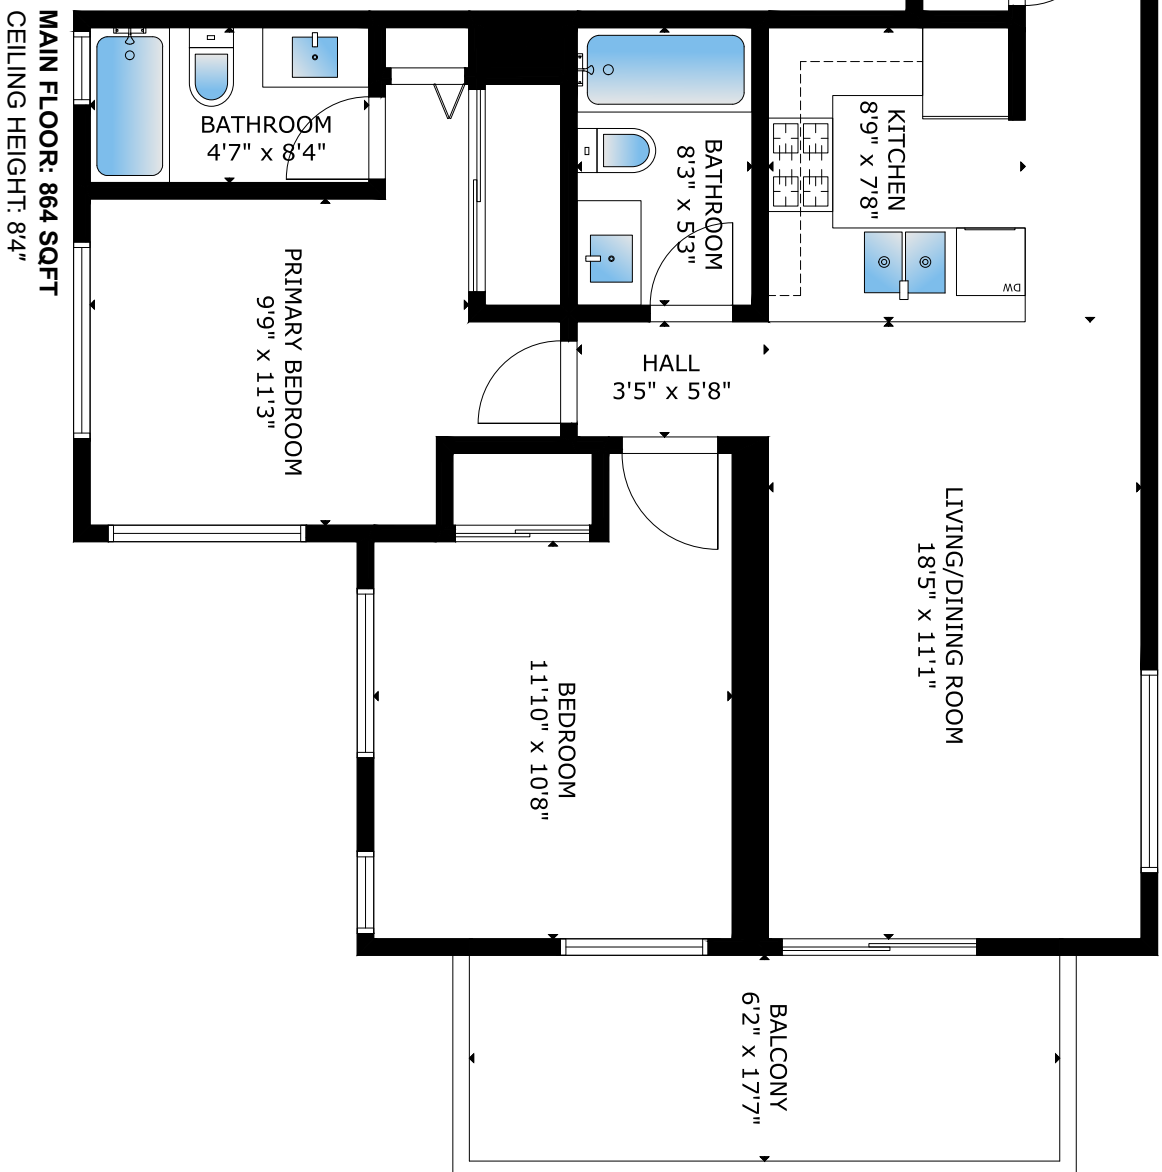 MAIN FLOOR: 864 SQFT
CEILING HEIGHT: 8'4"
BATHROOM
4'7" x 8'4"
BATHROOM
8'3" x 5'3"
KITCHEN
8'9" x 7'8"
DW
PRIMARY BEDROOM
9'9" x 11'3"
HALL
3'5" x 5'8"
LIVING/DINING ROOM
18'5" x 11'1"
BEDROOM
11'10" x 10'8"
BALCONY
6'2" x 17'7"